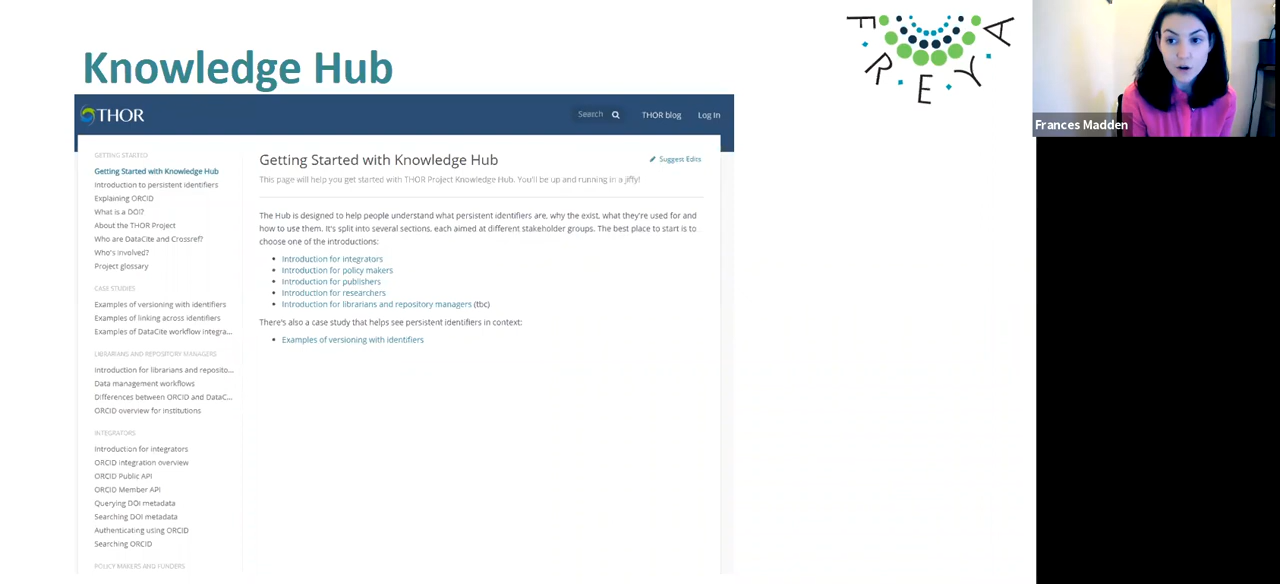 Knowledge Hub
FREYA
Frances Madden
THOR
Search
THOR blog
Log In
GETTING STARTED
Getting Started with Knowledge Hub
Introduction to persistent identifiers
Explaining ORCID
What is a DOI?
About the THOR Project
Who are DataCite and Crossref?
Who's involved?
Project glossary
CASE STUDIES
Examples of versioning with identifiers
Examples of linking across identifiers
Examples of DataCite workflow integra...
LIBRARIANS AND REPOSITORY MANAGERS
Introduction for librarians and reposito...
Data management workflows
Differences between ORCID and DataC...
ORCID overview for institutions
INTEGRATORS
Introduction for integrators
ORCID integration overview
ORCID Public API
ORCID Member API
Querying DOI metadata
Searching DOI metadata
Authenticating using ORCID
Searching ORCID
POLICY MAKERS AND FUNDERS
Getting Started with Knowledge Hub
Suggest Edits
This page will help you get started with THOR Project Knowledge Hub. You'll be up and running in a jiffy!
The Hub is designed to help people understand what persistent identifiers are, why the exist, what they're used for and
how to use them. It's split into several sections, each aimed at different stakeholder groups. The best place to start is to
choose one of the introductions:
• Introduction for integrators
• Introduction for policy makers
• Introduction for publishers
• Introduction for researchers
• Introduction for librarians and repository managers (tbc)
There's also a case study that helps see persistent identifiers in context:
• Examples of versioning with identifiers